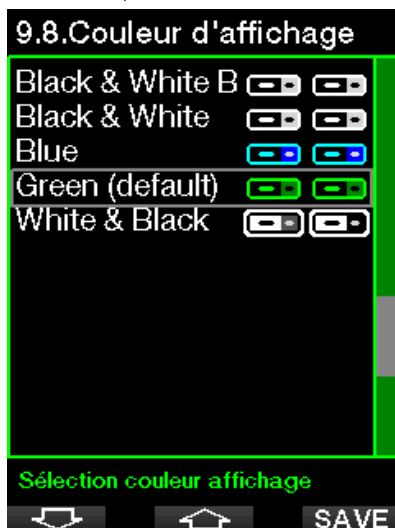 9.8.Couleur d'affichage
Black & White B
Black & White
Blue
Green (default)
White & Black
Sélection couleur affichage
SAVE